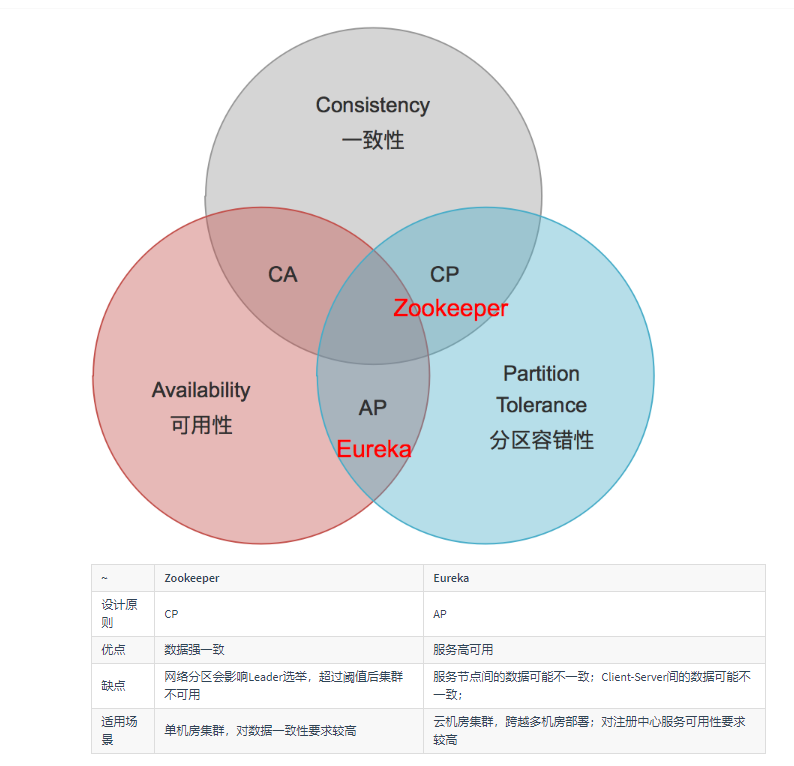 Consistency
一致性
CA
CP
Zookeeper
Availability
可用性
AP
Eureka
Partition
Tolerance
分区容错性
~ Zookeeper Eureka
设计原
则
CP AP
优点 数据强一致 服务高可用
缺点
网络分区会影响Leader选举，超过阈值后集群
不可用
服务节点间的数据可能不一致；Client-Server间的数据可能不
一致；
适用场
景
单机房集群，对数据一致性要求较高
云机房集群，跨越多机房部署；对注册中心服务可用性要求
较高